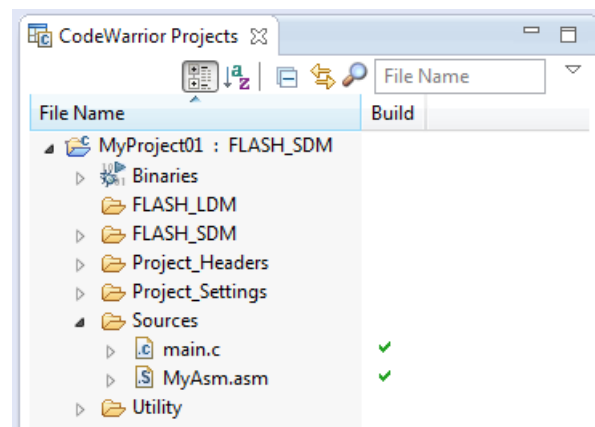 CodeWarrior Projects
File Name
File Name Build
MyProject01 : FLASH_SDM
Binaries
FLASH_LDM
FLASH_SDM
Project_Headers
Project_Settings
Sources
main.c
MyAsm.asm
Utility